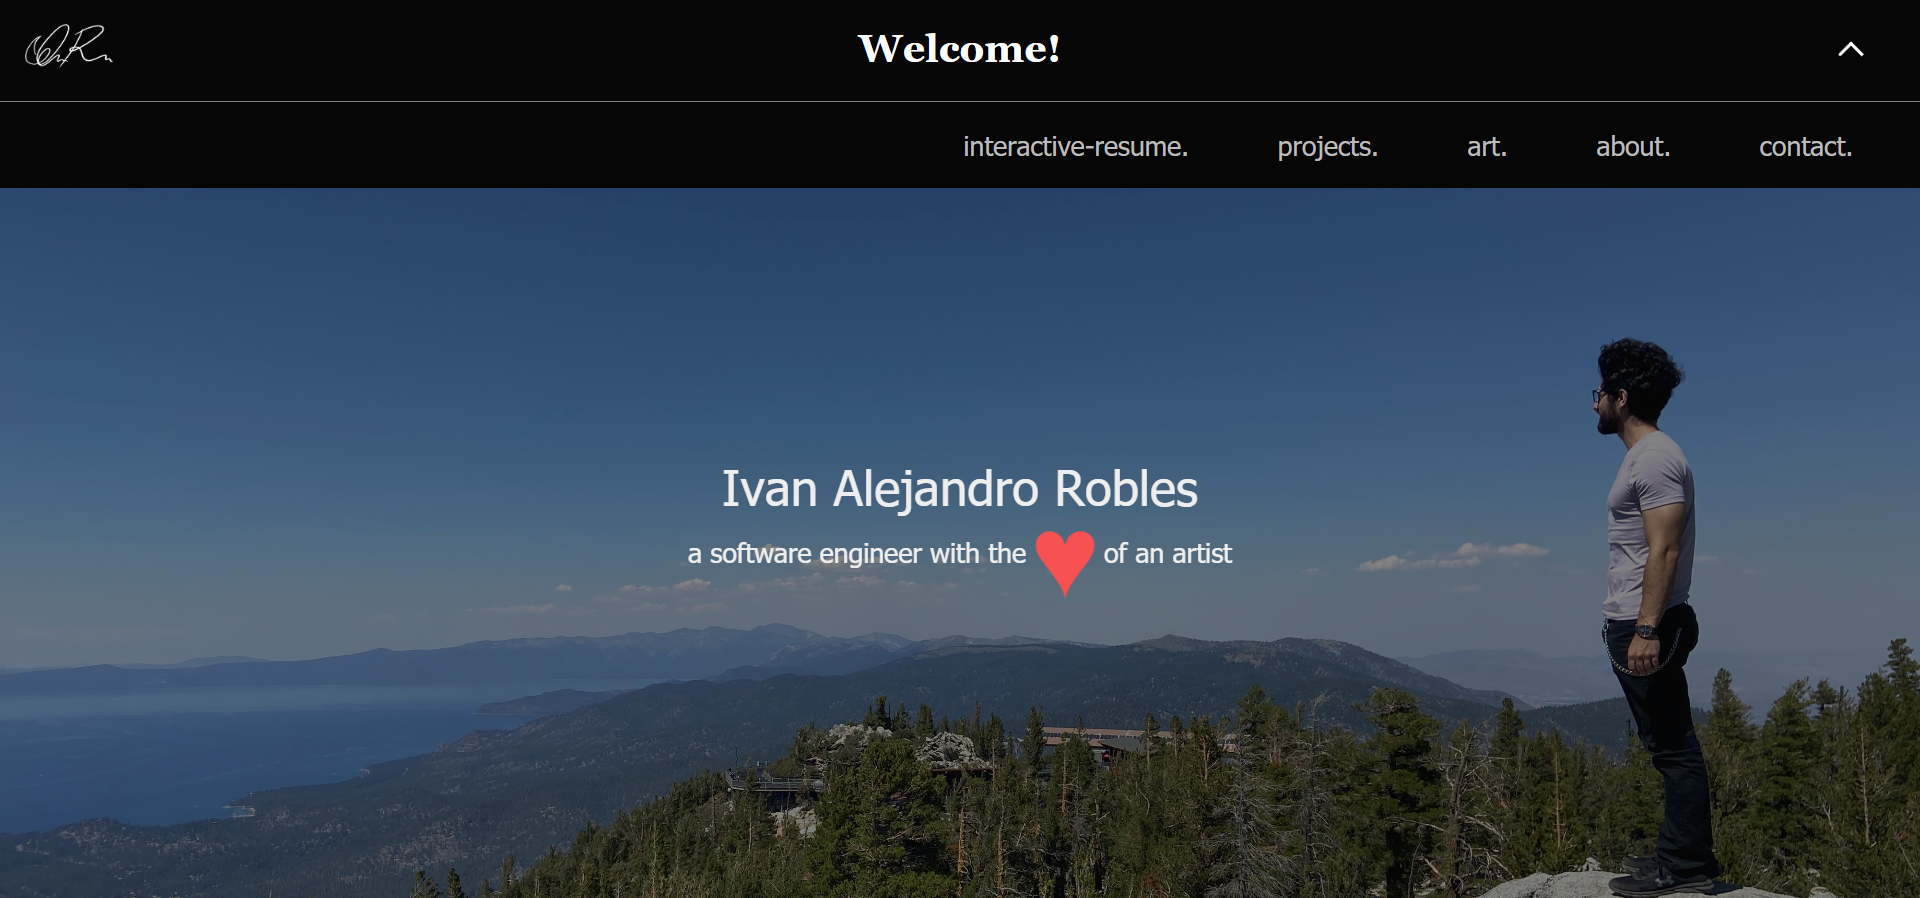 Welcome!
interactive-resume. projects. art. about. contact.
Ivan Alejandro Robles
a software engineer with the ♥ of an artist